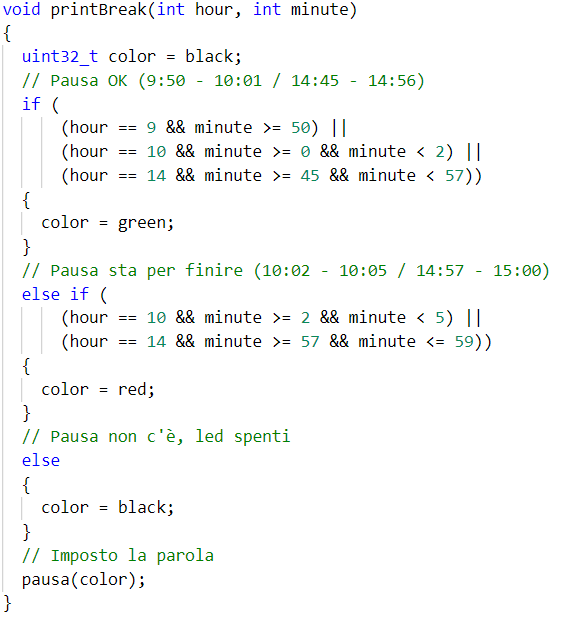 void printBreak(int hour, int minute)
{
  uint32_t color = black;
  // Pausa OK (9:50 - 10:01 / 14:45 - 14:56)
  if (
      (hour == 9 && minute >= 50) ||
      (hour == 10 && minute >= 0 && minute < 2) ||
      (hour == 14 && minute >= 45 && minute < 57))
  {
    color = green;
  }
  // Pausa sta per finire (10:02 - 10:05 / 14:57 - 15:00)
  else if (
      (hour == 10 && minute >= 2 && minute < 5) ||
      (hour == 14 && minute >= 57 && minute <= 59))
  {
    color = red;
  }
  // Pausa non c'è, led spenti
  else
  {
    color = black;
  }
  // Imposto la parola
  pausa(color);
}